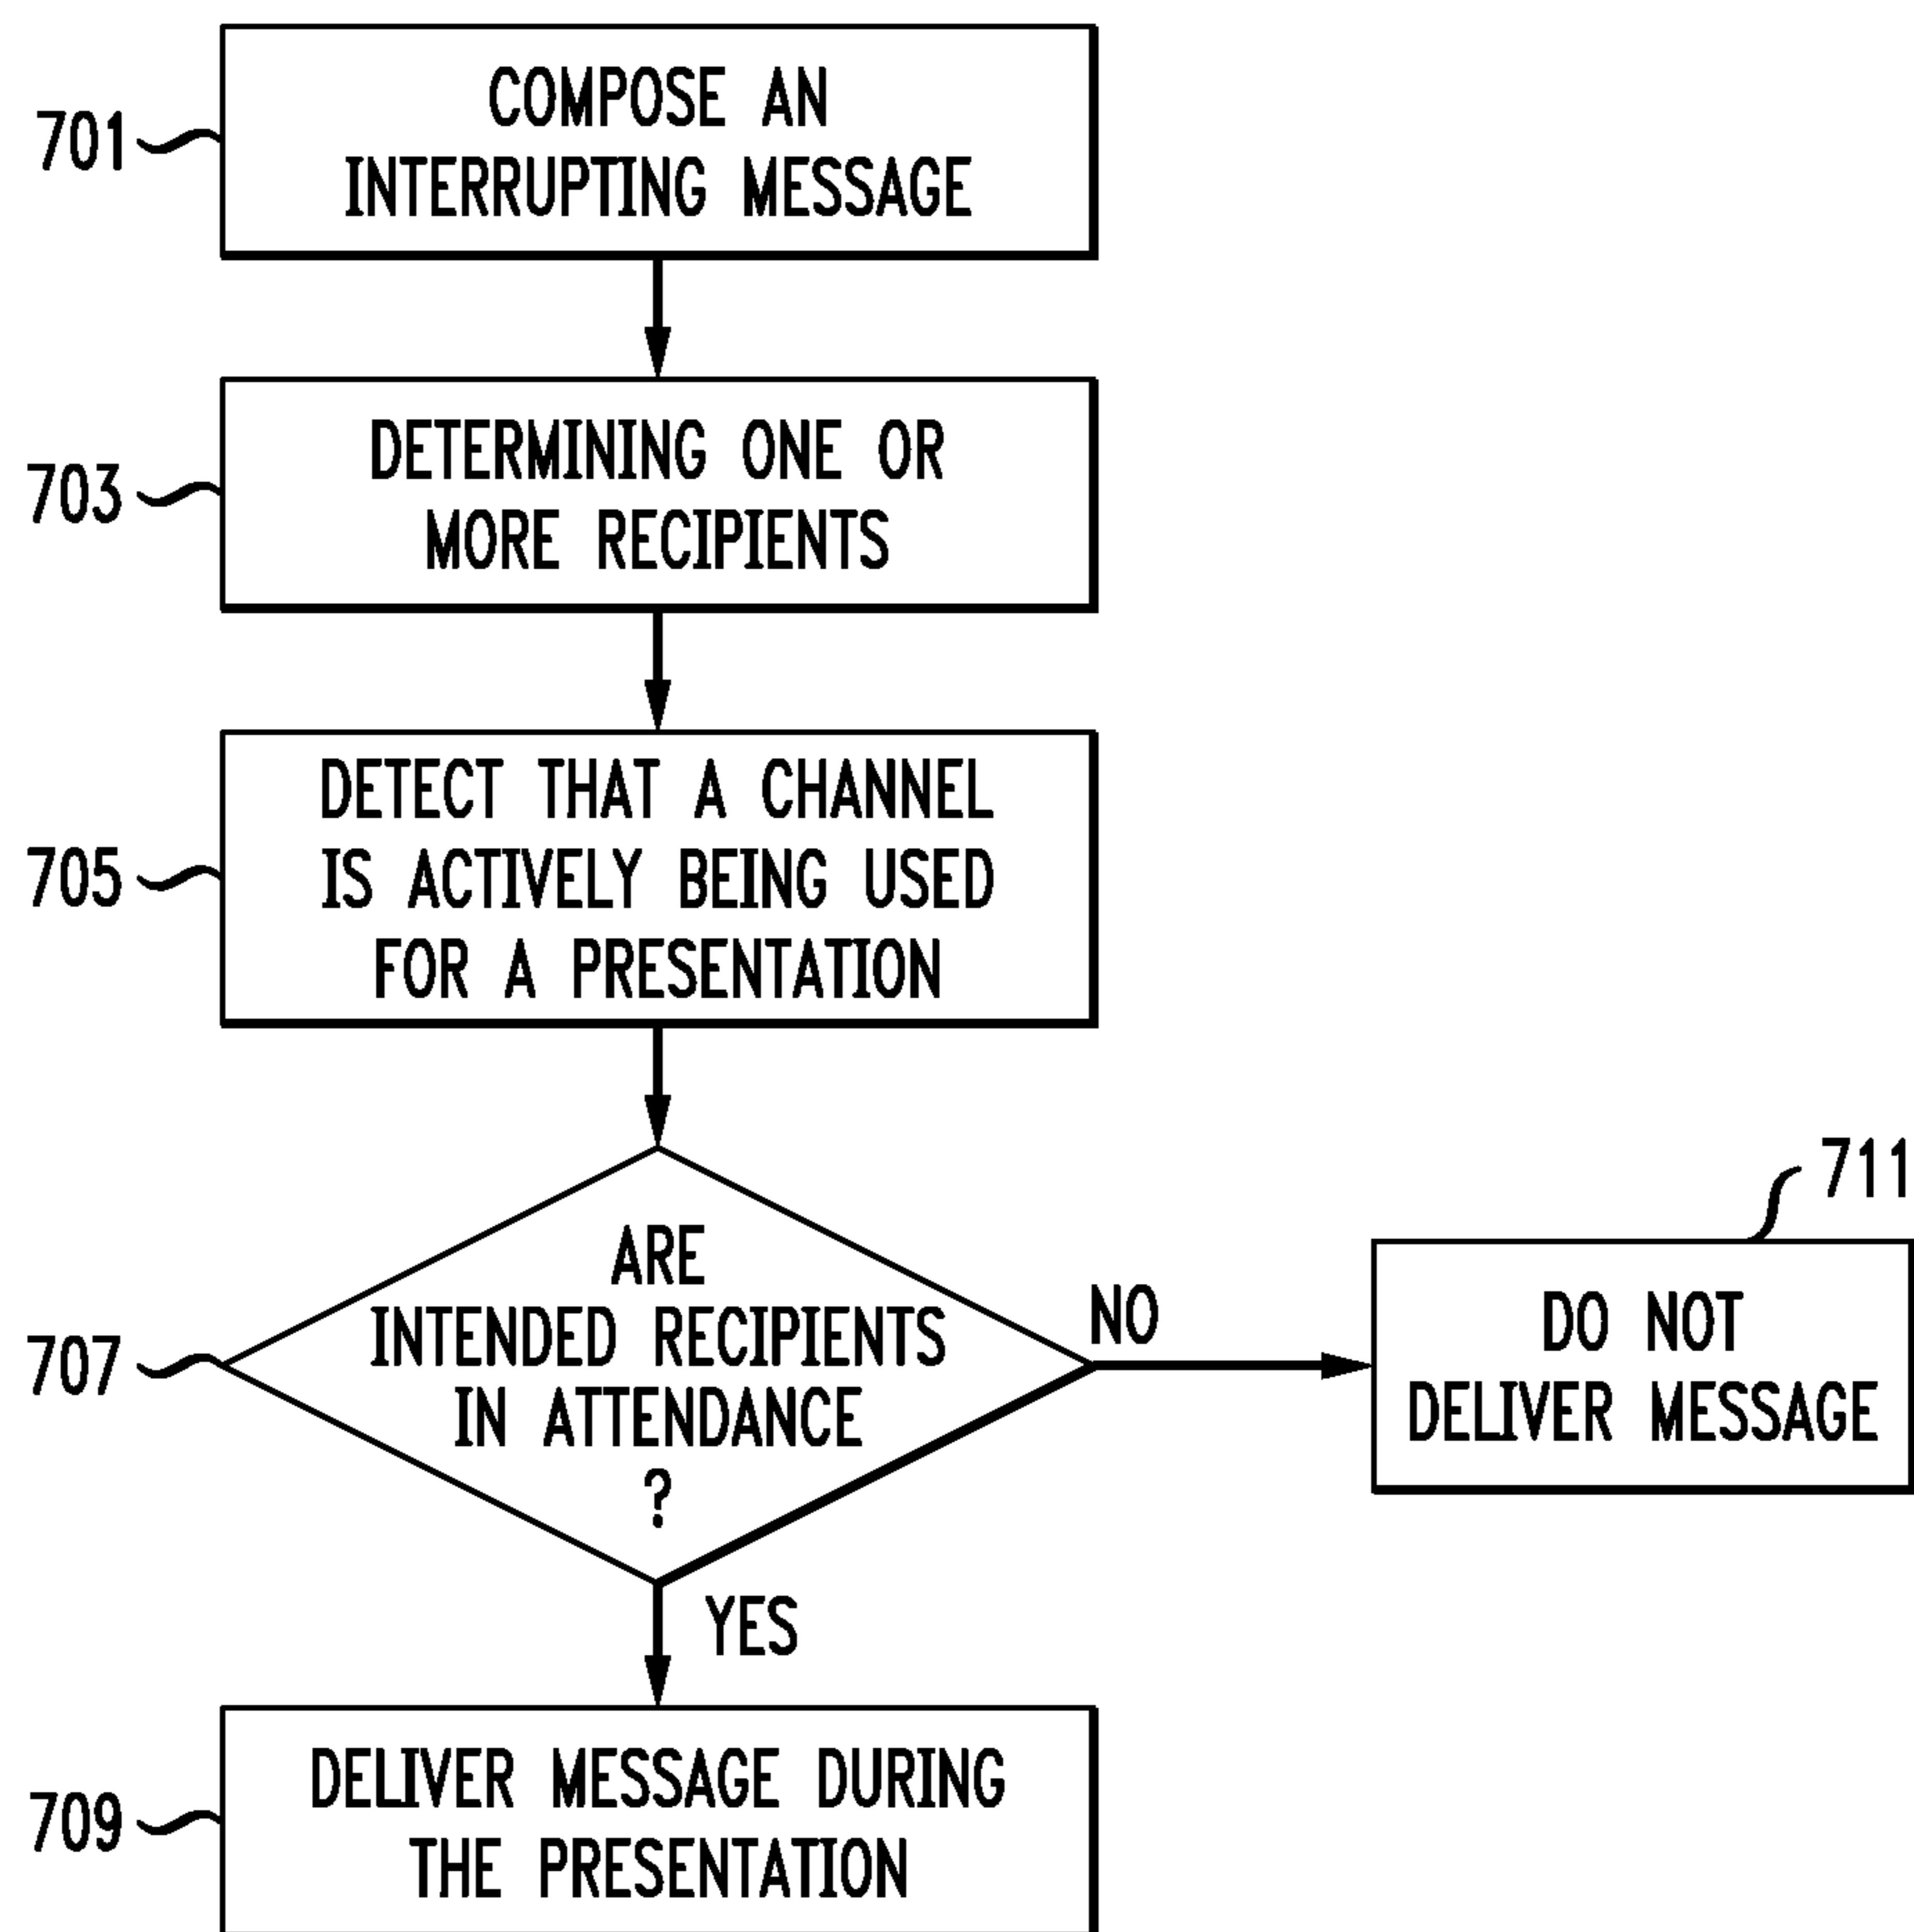 701
COMPOSE AN
INTERRUPTING MESSAGE
703
DETERMINING ONE OR
MORE RECIPIENTS
705
DETECT THAT A CHANNEL
IS ACTIVELY BEING USED
FOR A PRESENTATION
707
ARE
INTENDED RECIPIENTS
IN ATTENDANCE
?
NO
711
DO NOT
DELIVER MESSAGE
YES
709
DELIVER MESSAGE DURING
THE PRESENTATION